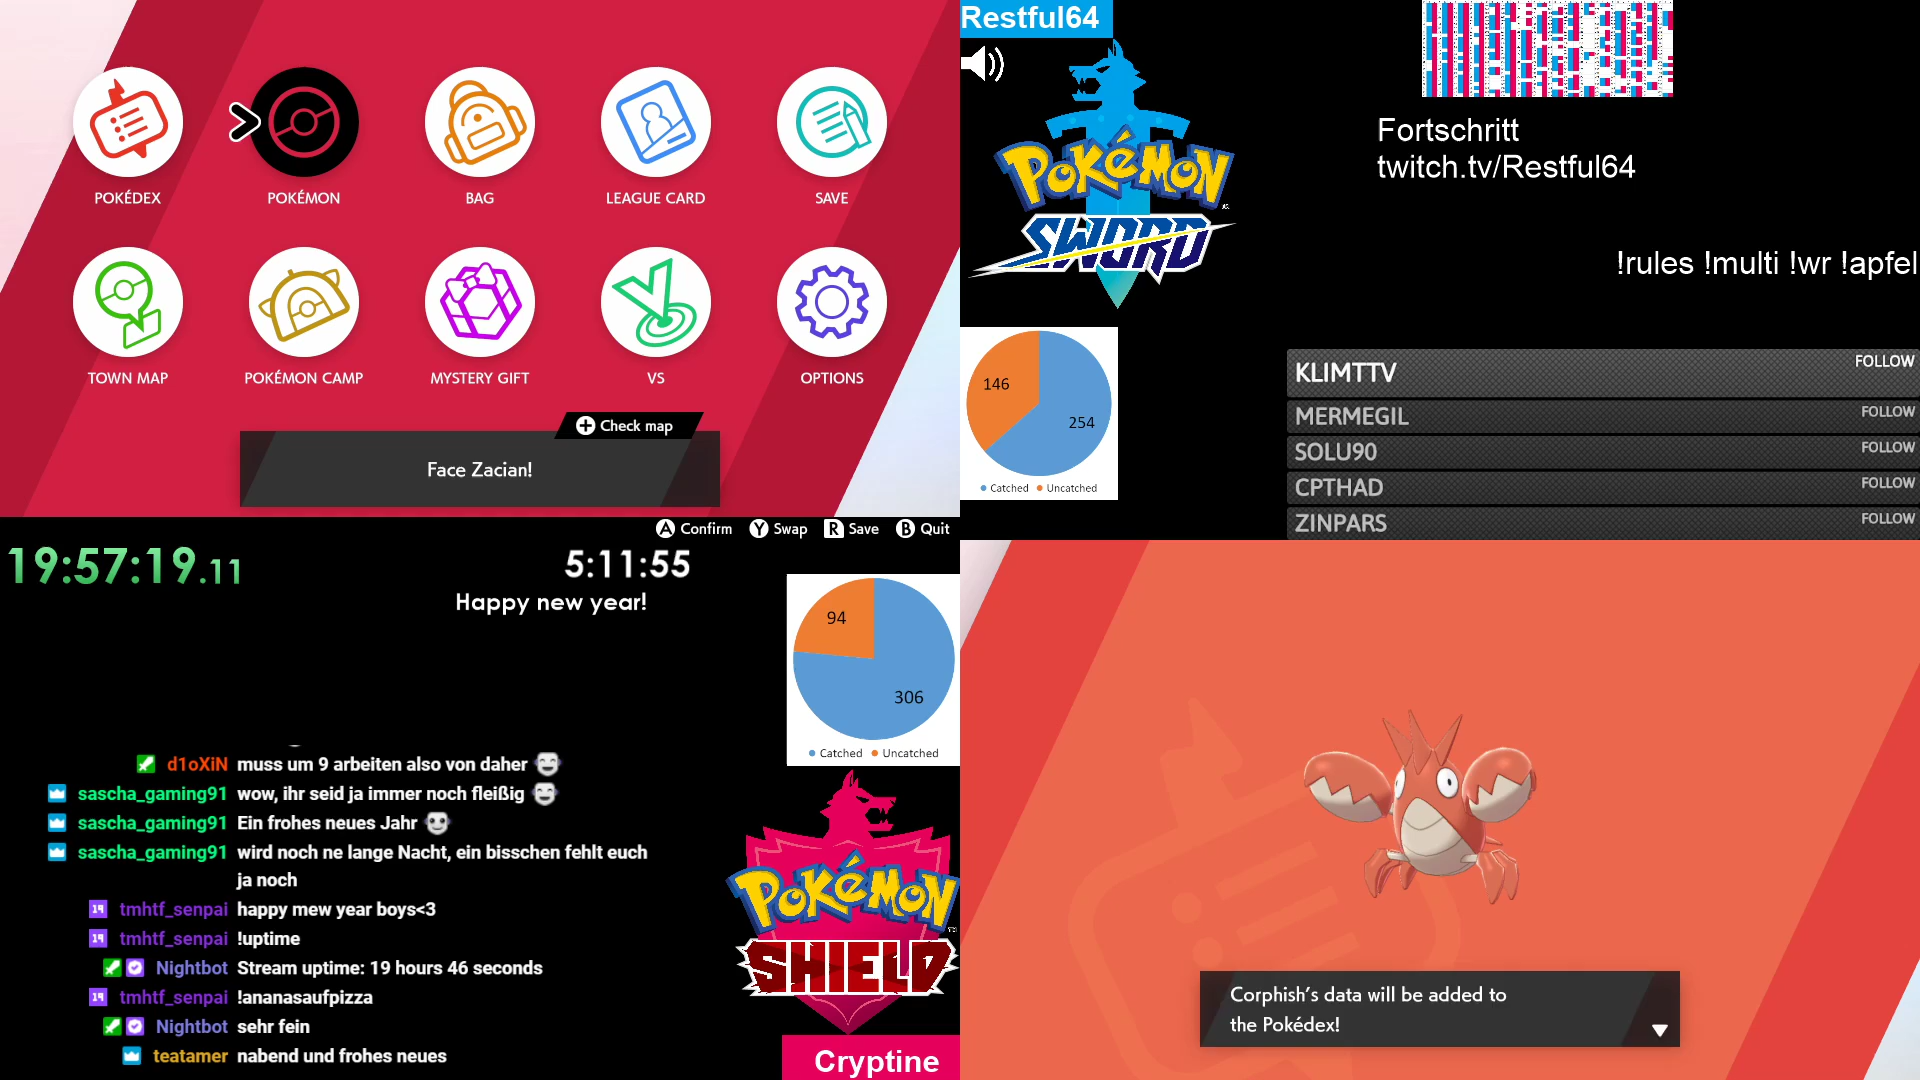 POKÉDEX
POKÉMON
BAG
LEAGUE CARD
SAVE
TOWN MAP
POKÉMON CAMP
MYSTERY GIFT
VS
OPTIONS
Check map
Face Zacian!
A Confirm Y Swap R Save B Quit
Restful64
POKÉMON
SWORD
Fortschritt
twitch.tv/Restful64
!rules !multi !wr !apfel
146
254
Catched Uncatched
KLIMTTV FOLLOW
MERMEGIL FOLLOW
SOLU90 FOLLOW
CPTHAD FOLLOW
ZINPARS FOLLOW
19:57:19.11
5:11:55
Happy new year!
94
306
Catched Uncatched
d1oXiN muss um 9 arbeiten also von daher
sascha_gaming91 wow, ihr seid ja immer noch fleißig
sascha_gaming91 Ein frohes neues Jahr
sascha_gaming91 wird noch ne lange Nacht, ein bisschen fehlt euch
ja noch
19 tmhtf_senpai happy mew year boys<3
19 tmhtf_senpai !uptime
Nightbot Stream uptime: 19 hours 46 seconds
19 tmhtf_senpai !ananasaufpizza
Nightbot sehr fein
teatamer nabend und frohes neues
POKÉMON
SHIELD
Cryptine
Corphish's data will be added to
the Pokédex!